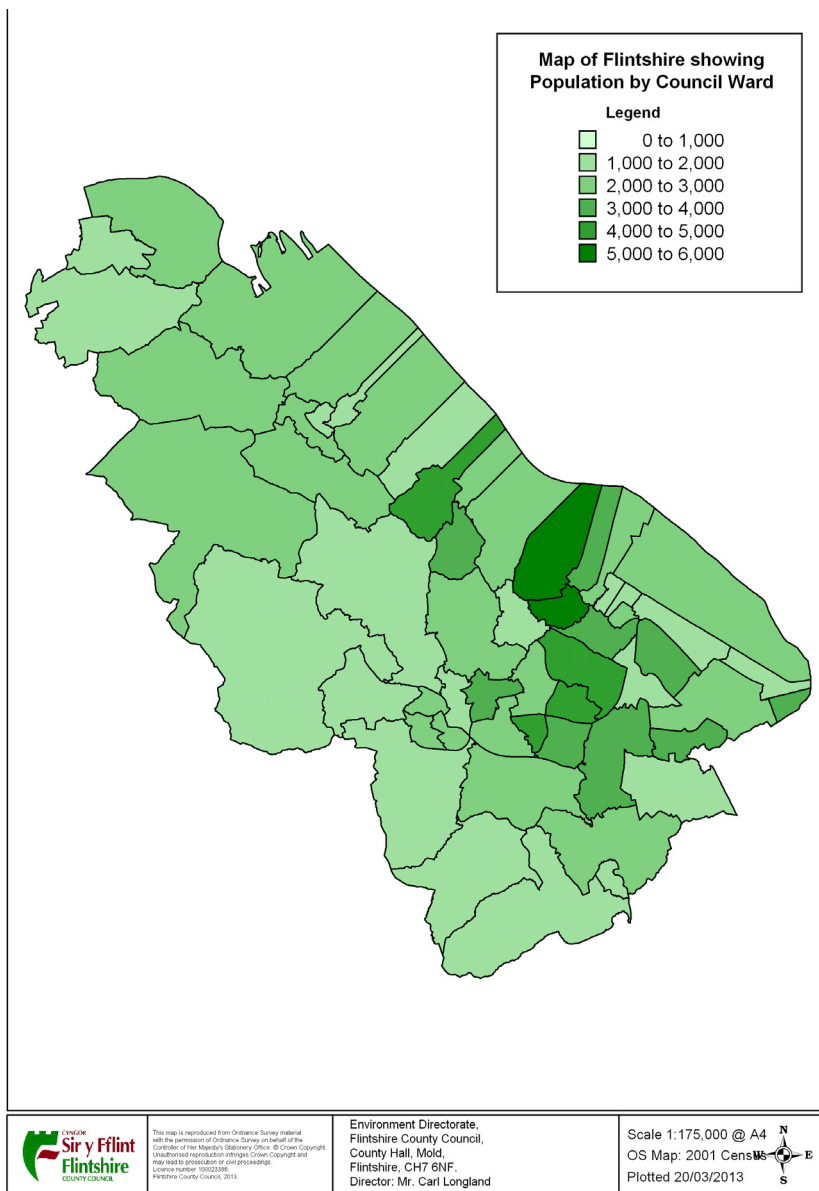 Map of Flintshire showing
Population by Council Ward
Legend
0 to 1,000
1,000 to 2,000
2,000 to 3,000
3,000 to 4,000
4,000 to 5,000
5,000 to 6,000
CYNGOR
Sir y Fflint
Flintshire
COUNTY COUNCIL
This map is reproduced from Ordnance Survey material
with the permission of Ordnance Survey on behalf of the
Controller of Her Majesty's Stationery Office. © Crown Copyright.
Unauthorised reproduction infringes Crown Copyright and
may lead to prosecution or civil proceedings.
Licence number 100023386.
Flintshire County Council, 2013.
Environment Directorate,
Flintshire County Council,
County Hall, Mold,
Flintshire, CH7 6NF.
Director: Mr. Carl Longland
Scale 1:175,000 @ A4
OS Map: 2001 Census
Plotted 20/03/2013
N
W
E
S